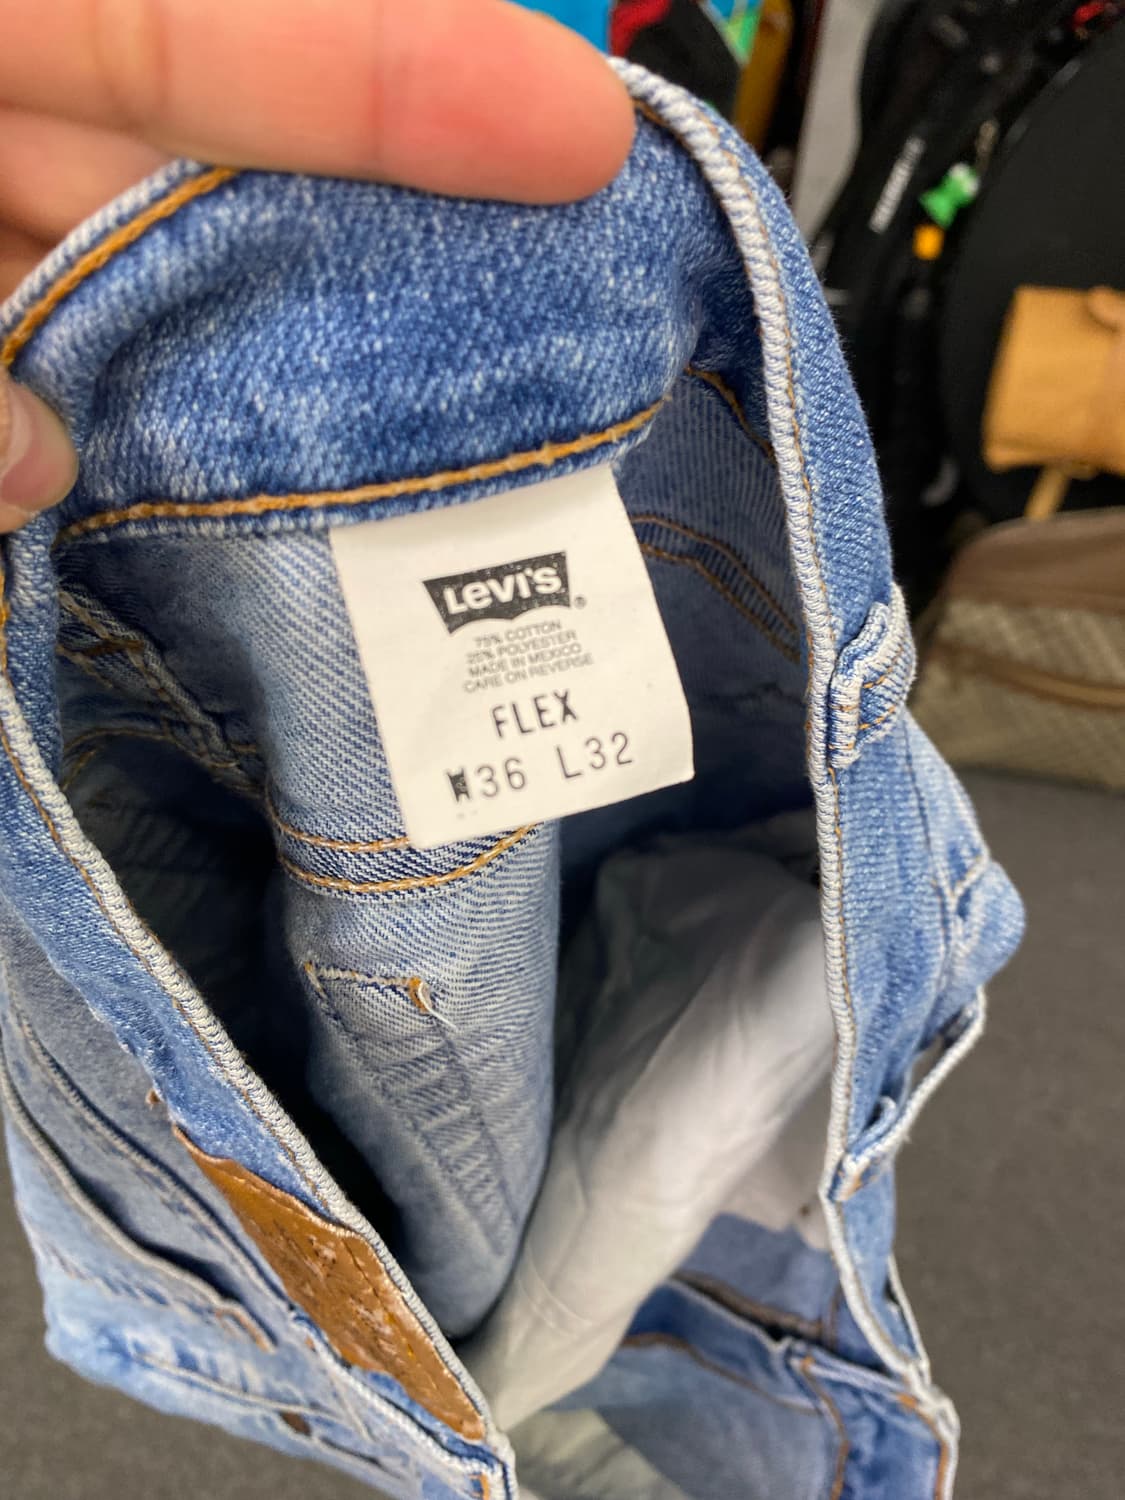 Levi's®
75% COTTON
25% POLYESTER
MADE IN MEXICO
CARE ON REVERSE
FLEX
W36 L32